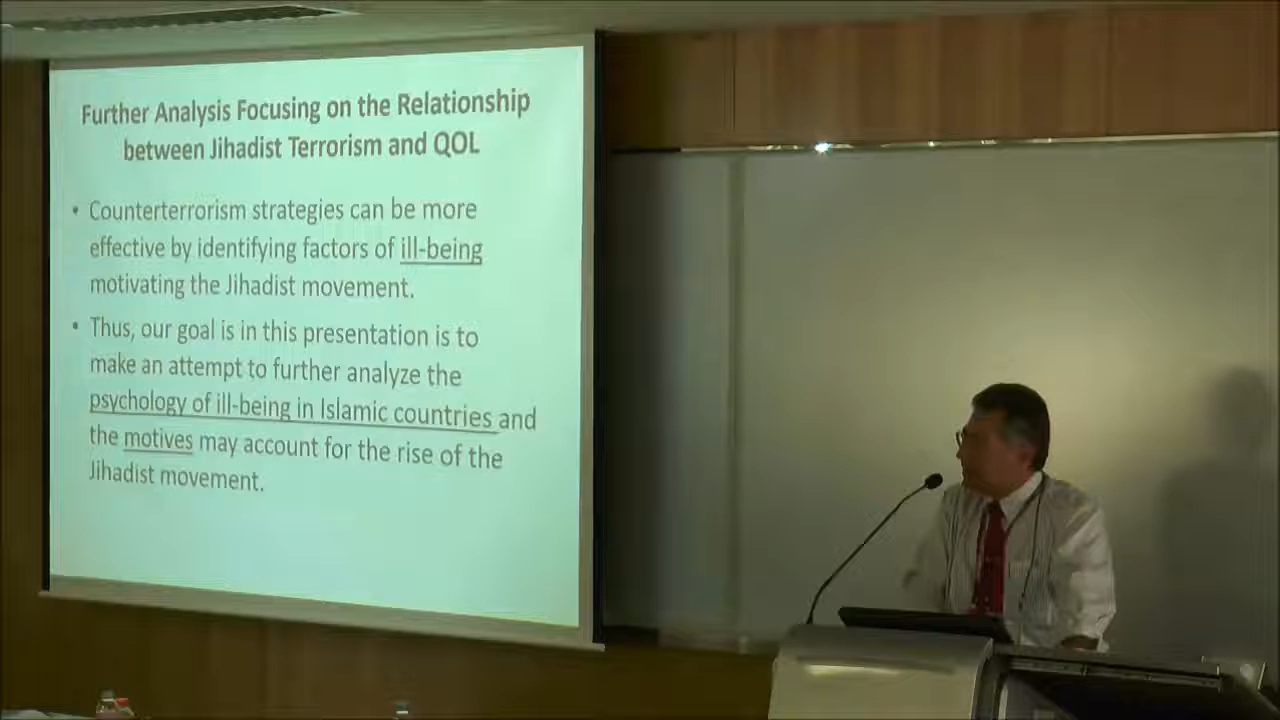 Further Analysis Focusing on the Relationship
between Jihadist Terrorism and QOL
• Counterterrorism strategies can be more
effective by identifying factors of ill-being
motivating the Jihadist movement.
• Thus, our goal is in this presentation is to
make an attempt to further analyze the
psychology of ill-being in Islamic countries and
the motives may account for the rise of the
Jihadist movement.